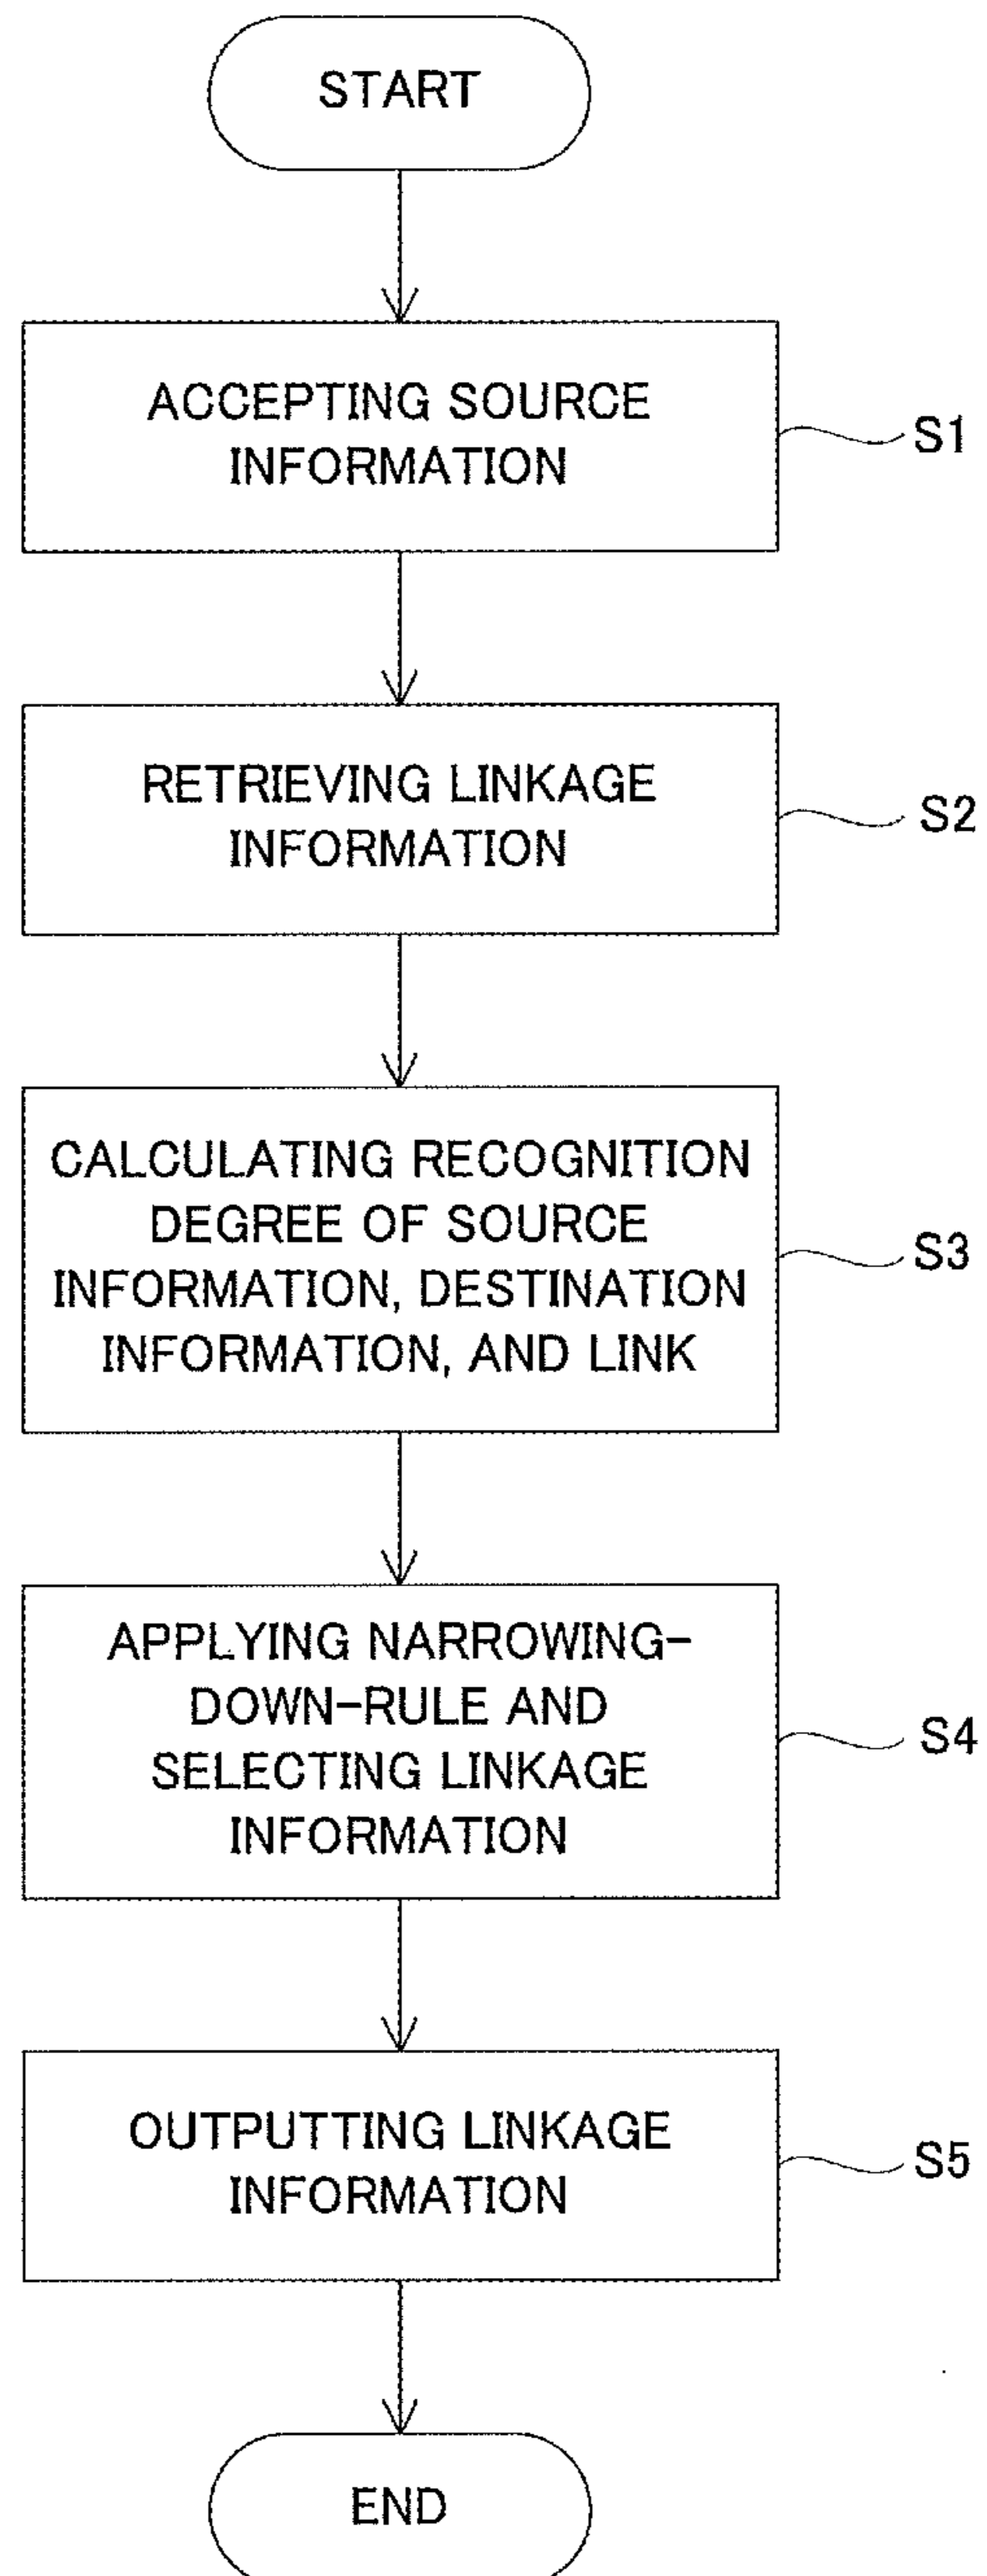 START
ACCEPTING SOURCE
INFORMATION
S1
RETRIEVING LINKAGE
INFORMATION
S2
CALCULATING RECOGNITION
DEGREE OF SOURCE
INFORMATION, DESTINATION
INFORMATION, AND LINK
S3
APPLYING NARROWING-
DOWN-RULE AND
SELECTING LINKAGE
INFORMATION
S4
OUTPUTTING LINKAGE
INFORMATION
S5
END